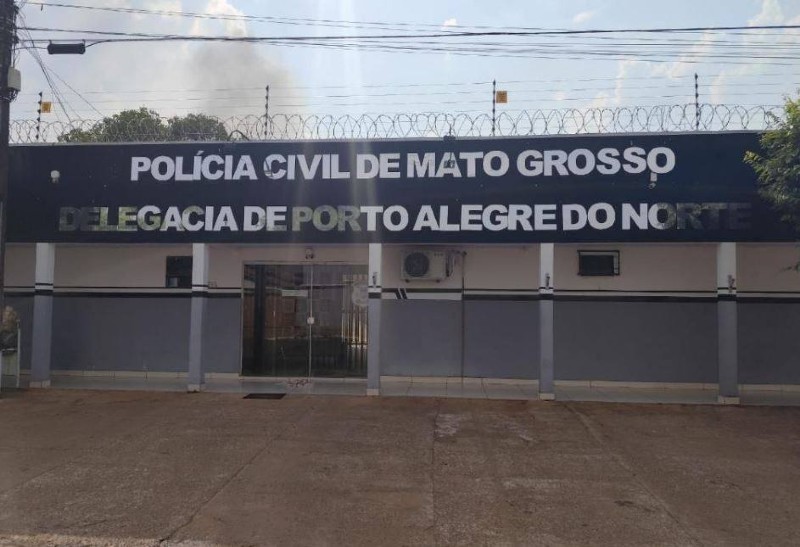 POLÍCIA CIVIL DE MATO GROSSO
DELEGACIA DE PORTO ALEGRE DO NORTE